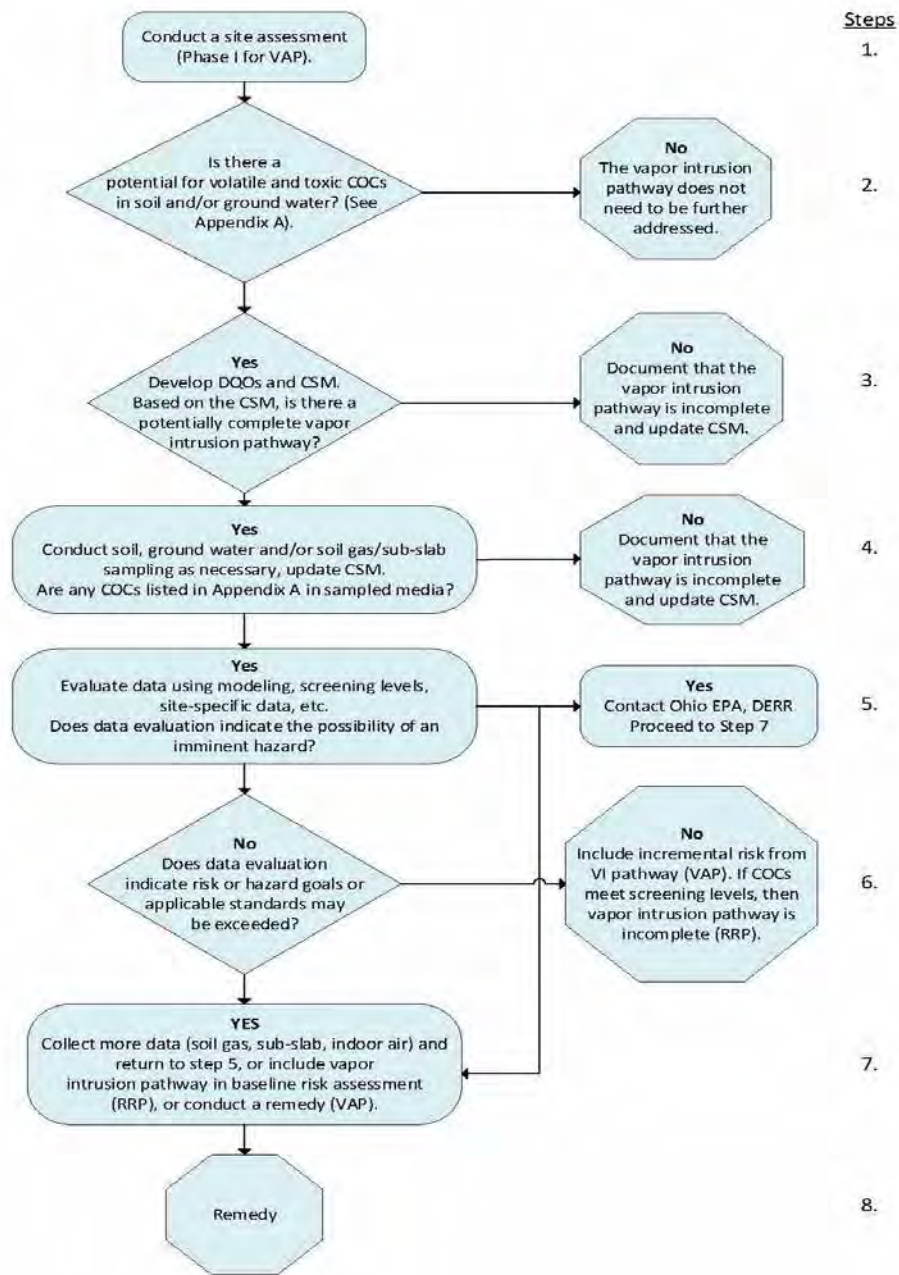 Steps
Conduct a site assessment
(Phase I for VAP).
1.
Is there a
potential for volatile and toxic COCs
in soil and/or ground water? (See
Appendix A).
No
The vapor intrusion
pathway does not
need to be further
addressed.
2.
Yes
Develop DQOs and CSM.
Based on the CSM, is there a
potentially complete vapor
intrusion pathway?
No
Document that the
vapor intrusion
pathway is incomplete
and update CSM.
3.
Yes
Conduct soil, ground water and/or soil gas/sub-slab
sampling as necessary, update CSM.
Are any COCs listed in Appendix A in sampled media?
No
Document that the
vapor intrusion
pathway is incomplete
and update CSM.
4.
Yes
Evaluate data using modeling, screening levels,
site-specific data, etc.
Does data evaluation indicate the possibility of an
imminent hazard?
Yes
Contact Ohio EPA, DERR
Proceed to Step 7
5.
No
Does data evaluation
indicate risk or hazard goals or
applicable standards may
be exceeded?
No
Include incremental risk from
VI pathway (VAP). If COCs
meet screening levels, then
vapor intrusion pathway is
incomplete (RRP).
6.
YES
Collect more data (soil gas, sub-slab, indoor air) and
return to step 5, or include vapor
intrusion pathway in baseline risk assessment
(RRP), or conduct a remedy (VAP).
7.
Remedy
8.